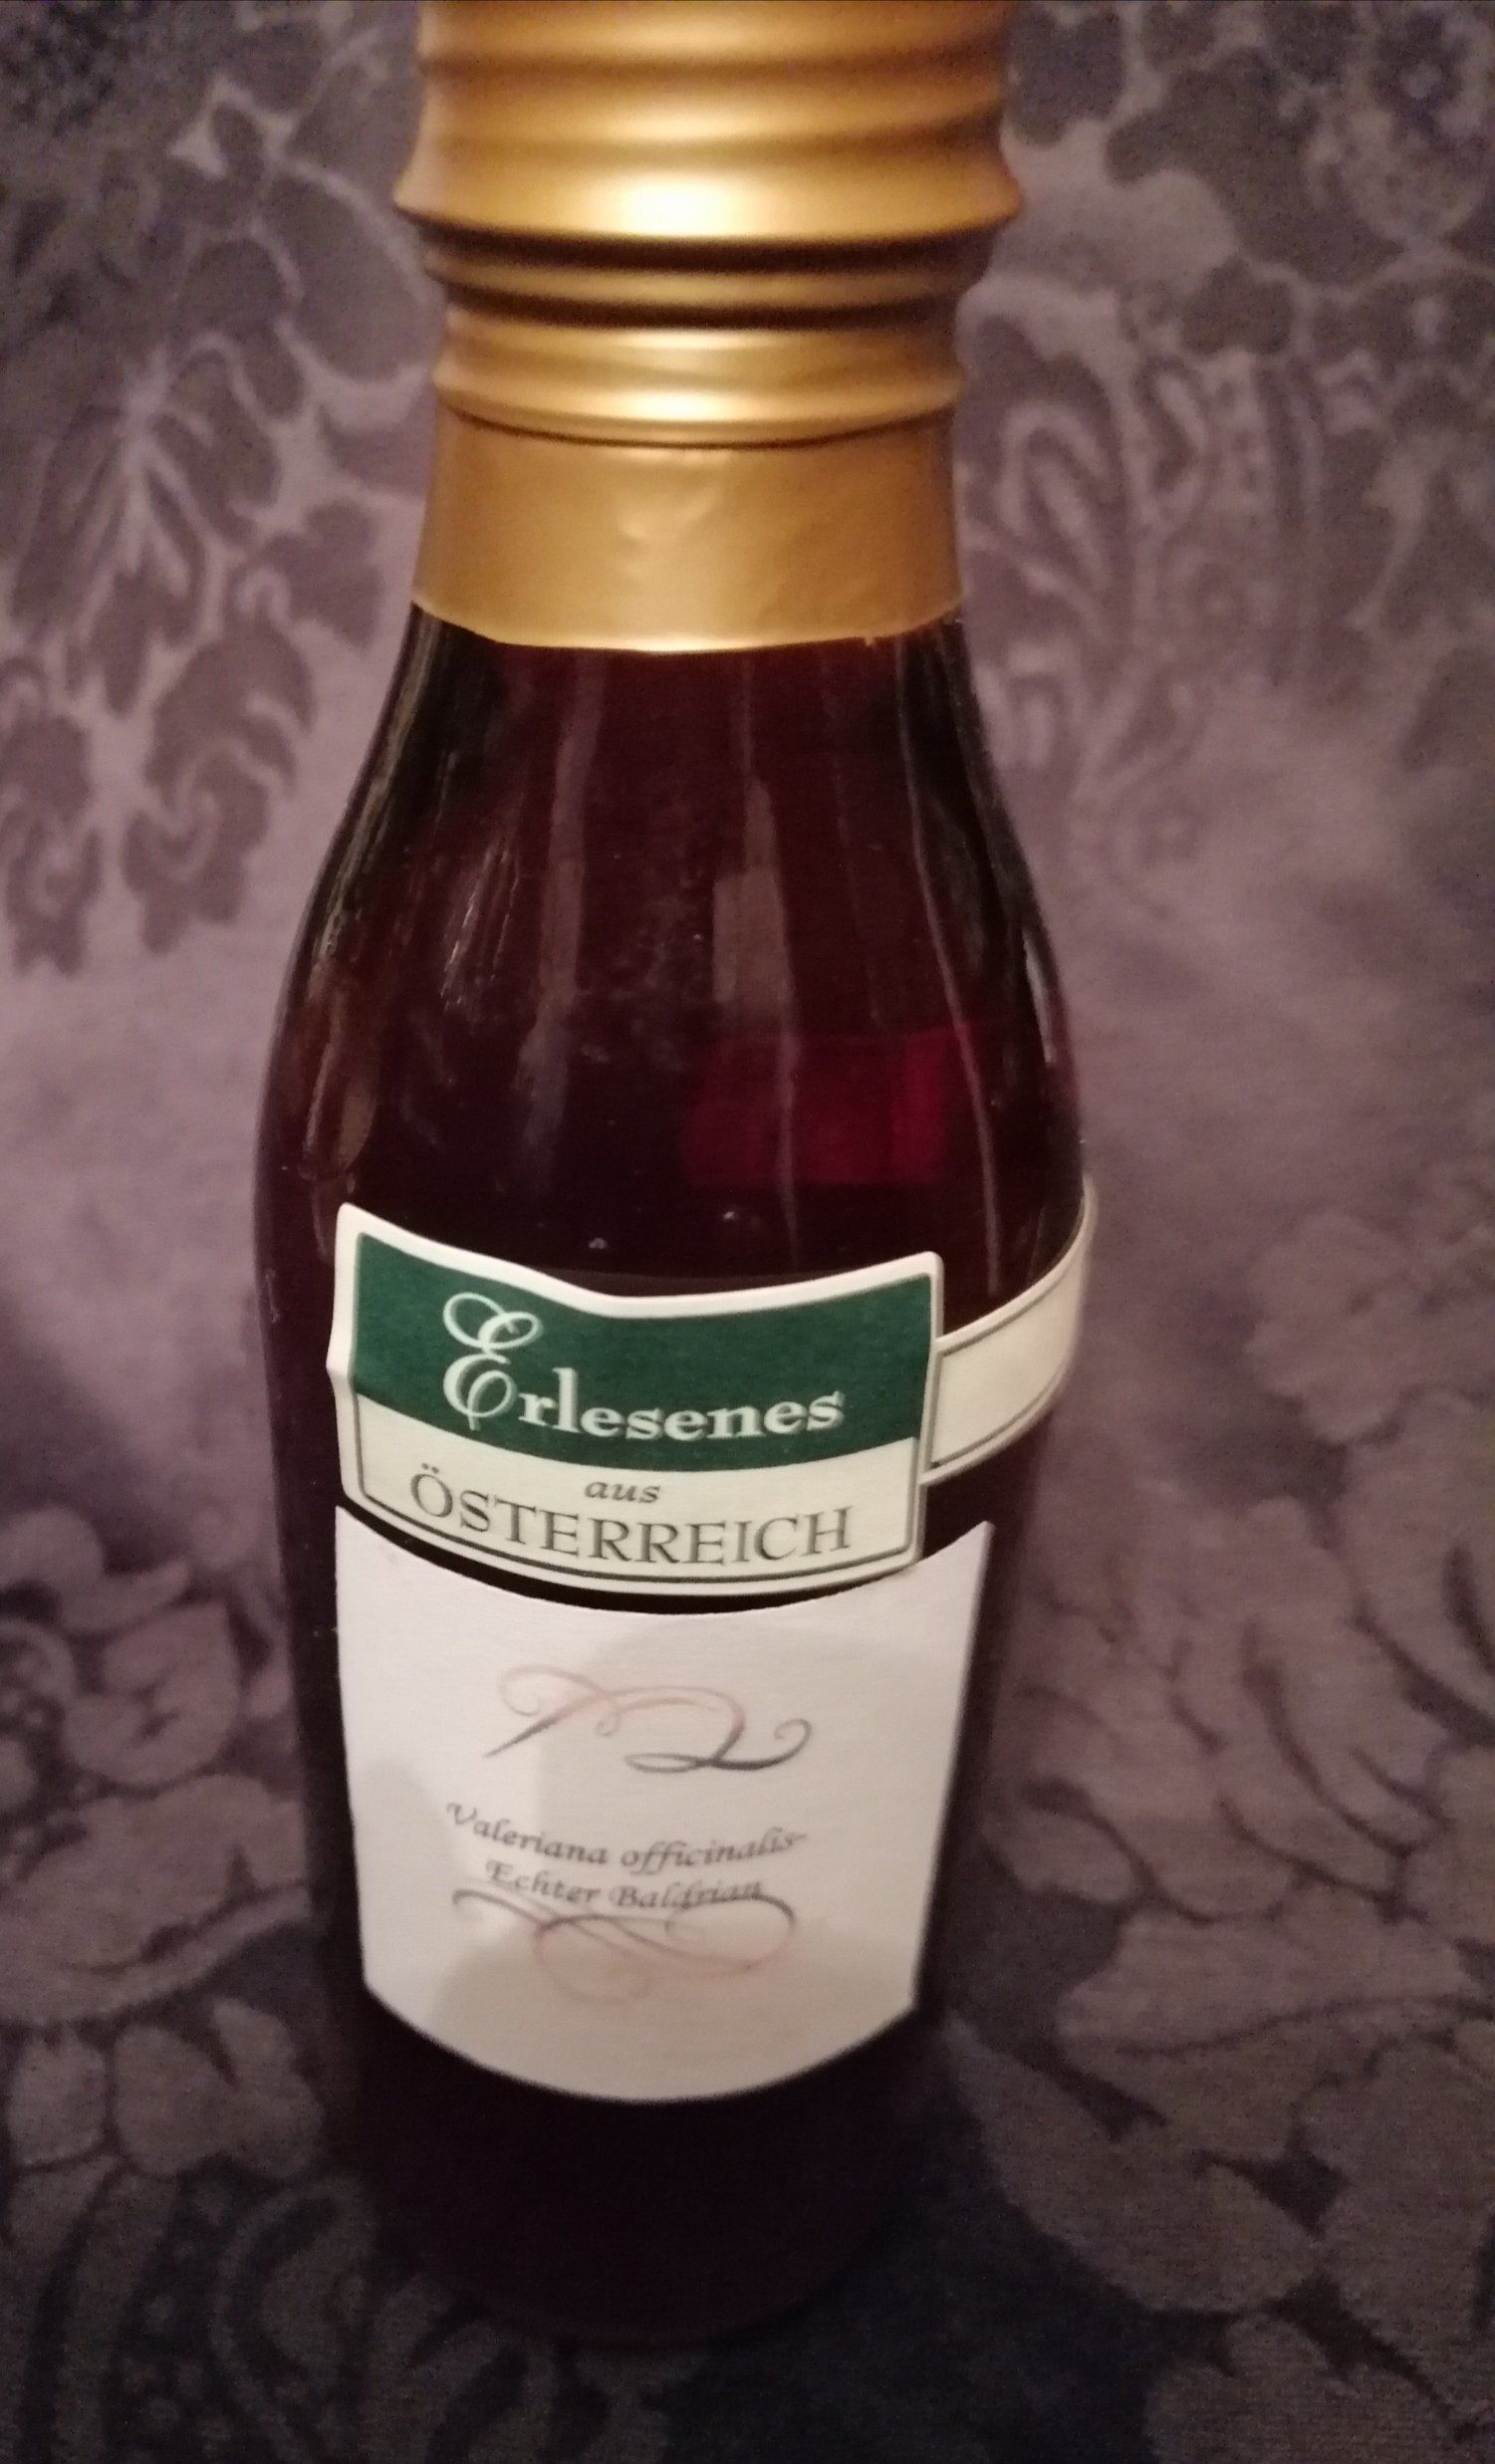 Erlesenes
aus
ÖSTERREICH
Valeriana officinalis-
Echter Baldrian